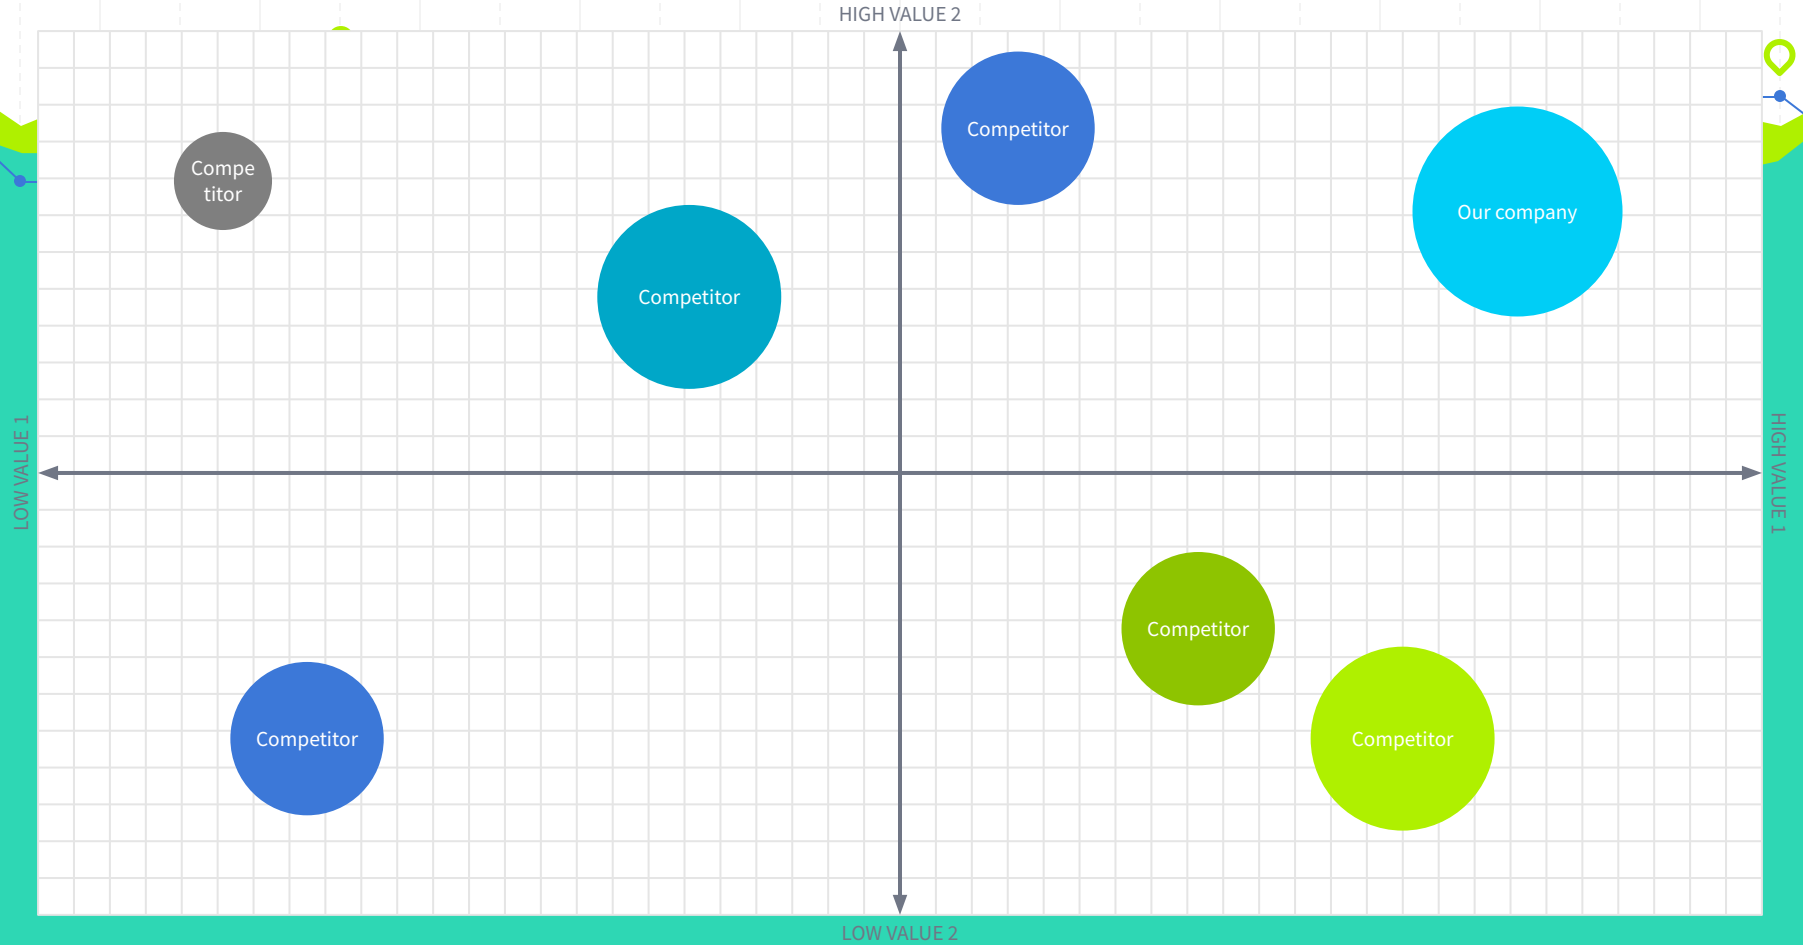 HIGH VALUE 2
Competitor
Compe
titor
Our company
Competitor
LOW VALUE 1
HIGH VALUE 1
Competitor
Competitor
Competitor
LOW VALUE 2